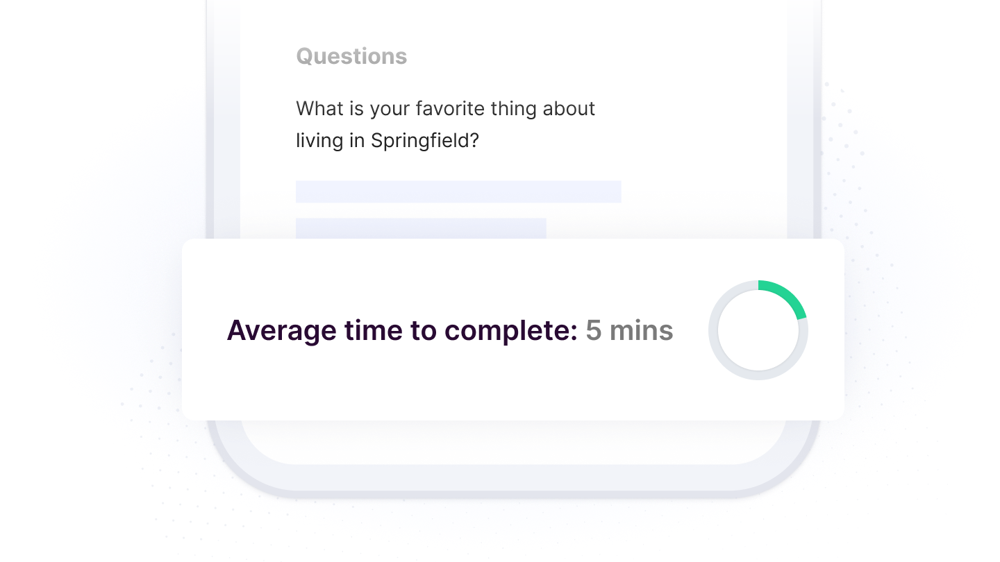 Questions
What is your favorite thing about
living in Springfield?
Average time to complete: 5 mins